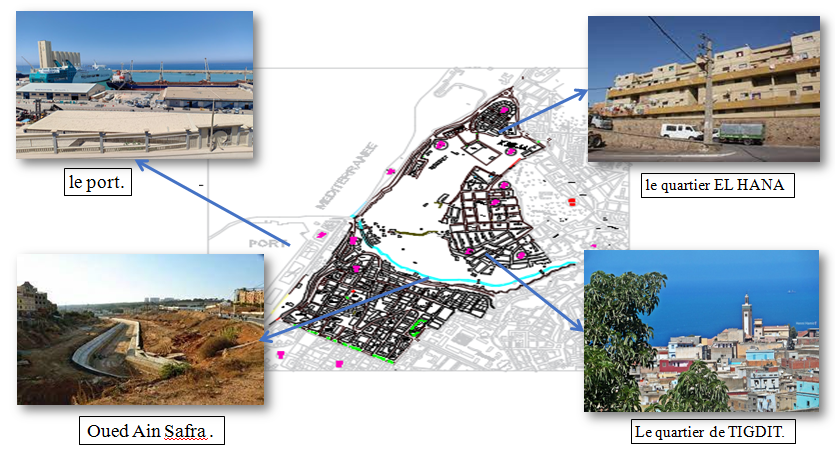 le port.
le quartier EL HANA
MEDITERRANEE
PORT
Oued Ain Safra .
Le quartier de TIGDIT.